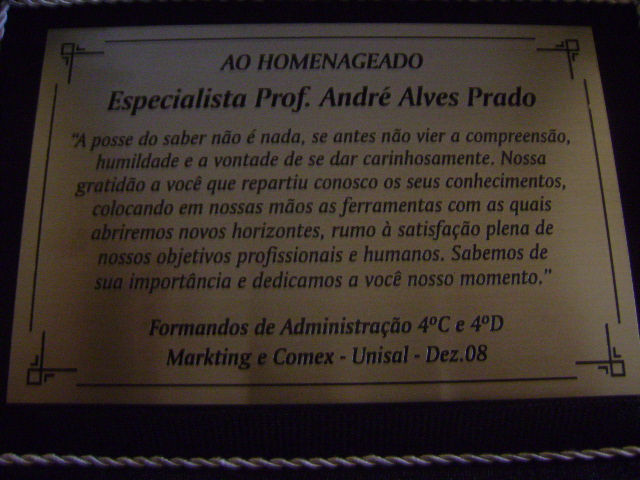 AO HOMENAGEADO
Especialista Prof. André Alves Prado
"A posse do saber não é nada, se antes não vier a compreensão,
humildade e a vontade de se dar carinhosamente. Nossa
gratidão a você que repartiu conosco os seus conhecimentos,
colocando em nossas mãos as ferramentas com as quais
abriremos novos horizontes, rumo à satisfação plena de
nossos objetivos profissionais e humanos. Sabemos de
sua importância e dedicamos a você nosso momento."
Formandos de Administração 4ºC e 4ºD
Markting e Comex - Unisal - Dez.08